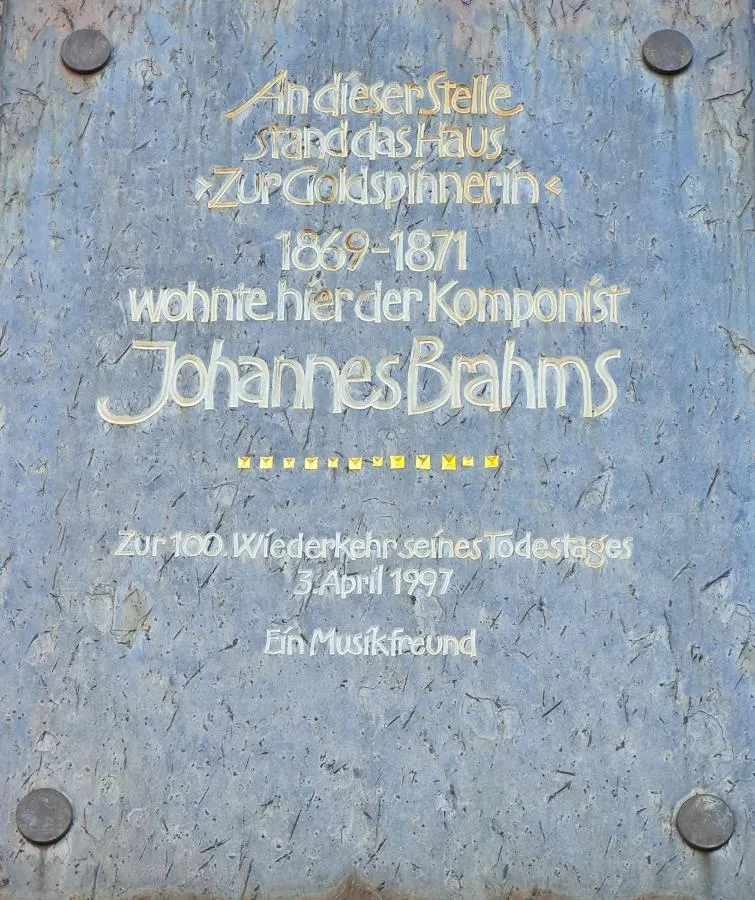 An dieser Stelle
stand das Haus
›Zur Goldspinnerin‹
1869-1871
wohnte hier der Komponist
Johannes Brahms
Zur 100. Wiederkehr seines Todestages
3. April 1997
Ein Musikfreund